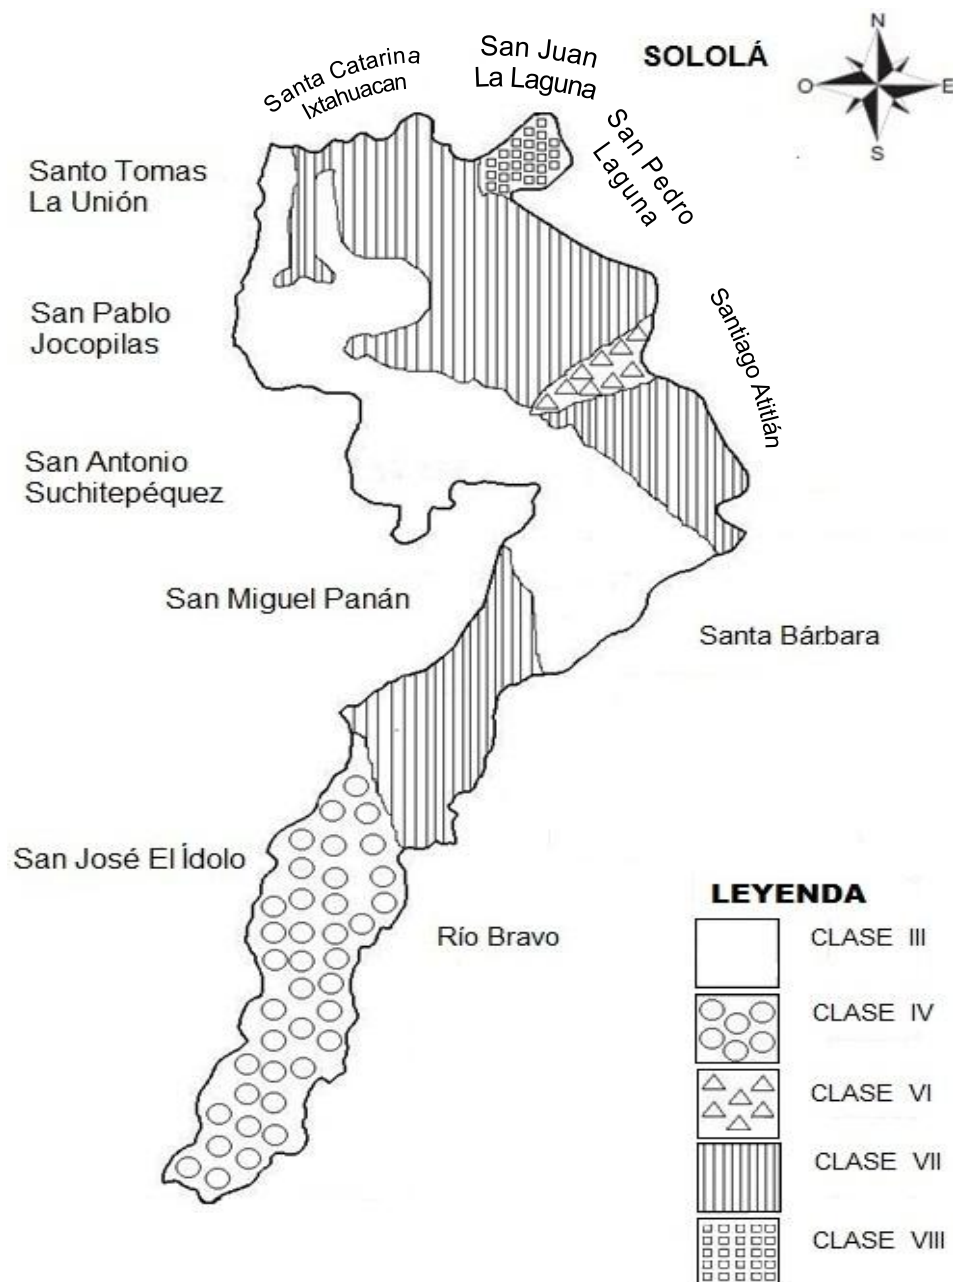 N
San Juan
La Laguna
SOLOLÁ
Santa Catarina
Ixtahuacan
O
E
S
San Pedro
Laguna
Santo Tomas
La Unión
San Pablo
Jocopilas
Santiago Atitlán
San Antonio
Suchitepéquez
San Miguel Panán
Santa Bárbara
San José El Ídolo
Río Bravo
LEYENDA
CLASE III
CLASE IV
CLASE VI
CLASE VII
CLASE VIII